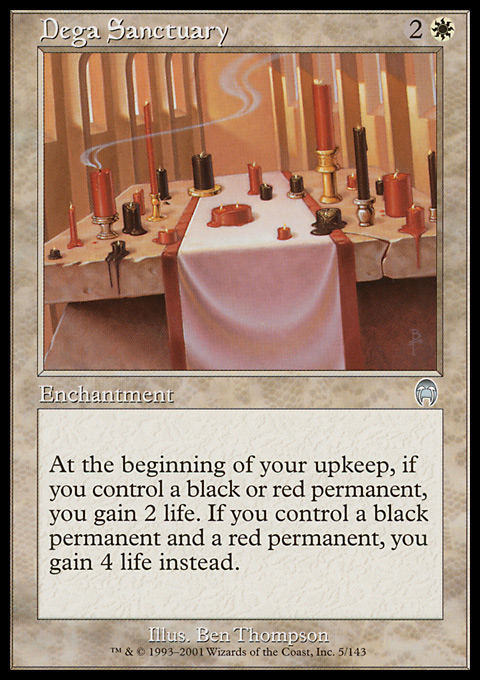 Dega Sanctuary 2
Enchantment
At the beginning of your upkeep, if
you control a black or red permanent,
you gain 2 life. If you control a black
permanent and a red permanent, you
gain 4 life instead.
Illus. Ben Thompson
™ & © 1993–2001 Wizards of the Coast, Inc. 5/143